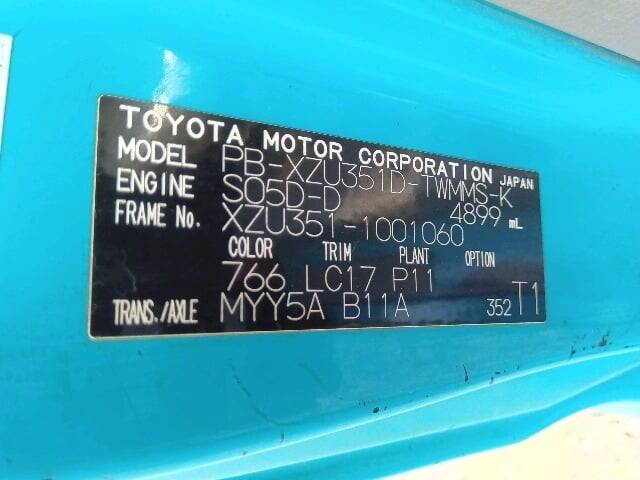 TOYOTA MOTOR CORPORATION JAPAN
MODEL PB-XZU351D-TWMMS-K
ENGINE S05D-D 4899 mL
FRAME No. XZU351-1001060
COLOR TRIM PLANT OPTION
766 LC17 P11
TRANS./AXLE MYY5A B11A 352 T1